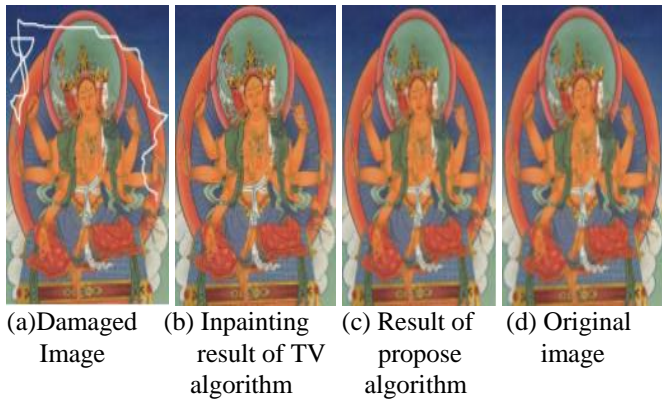 (a)Damaged Image
(b) Inpainting result of TV algorithm
(c) Result of propose algorithm
(d) Original image